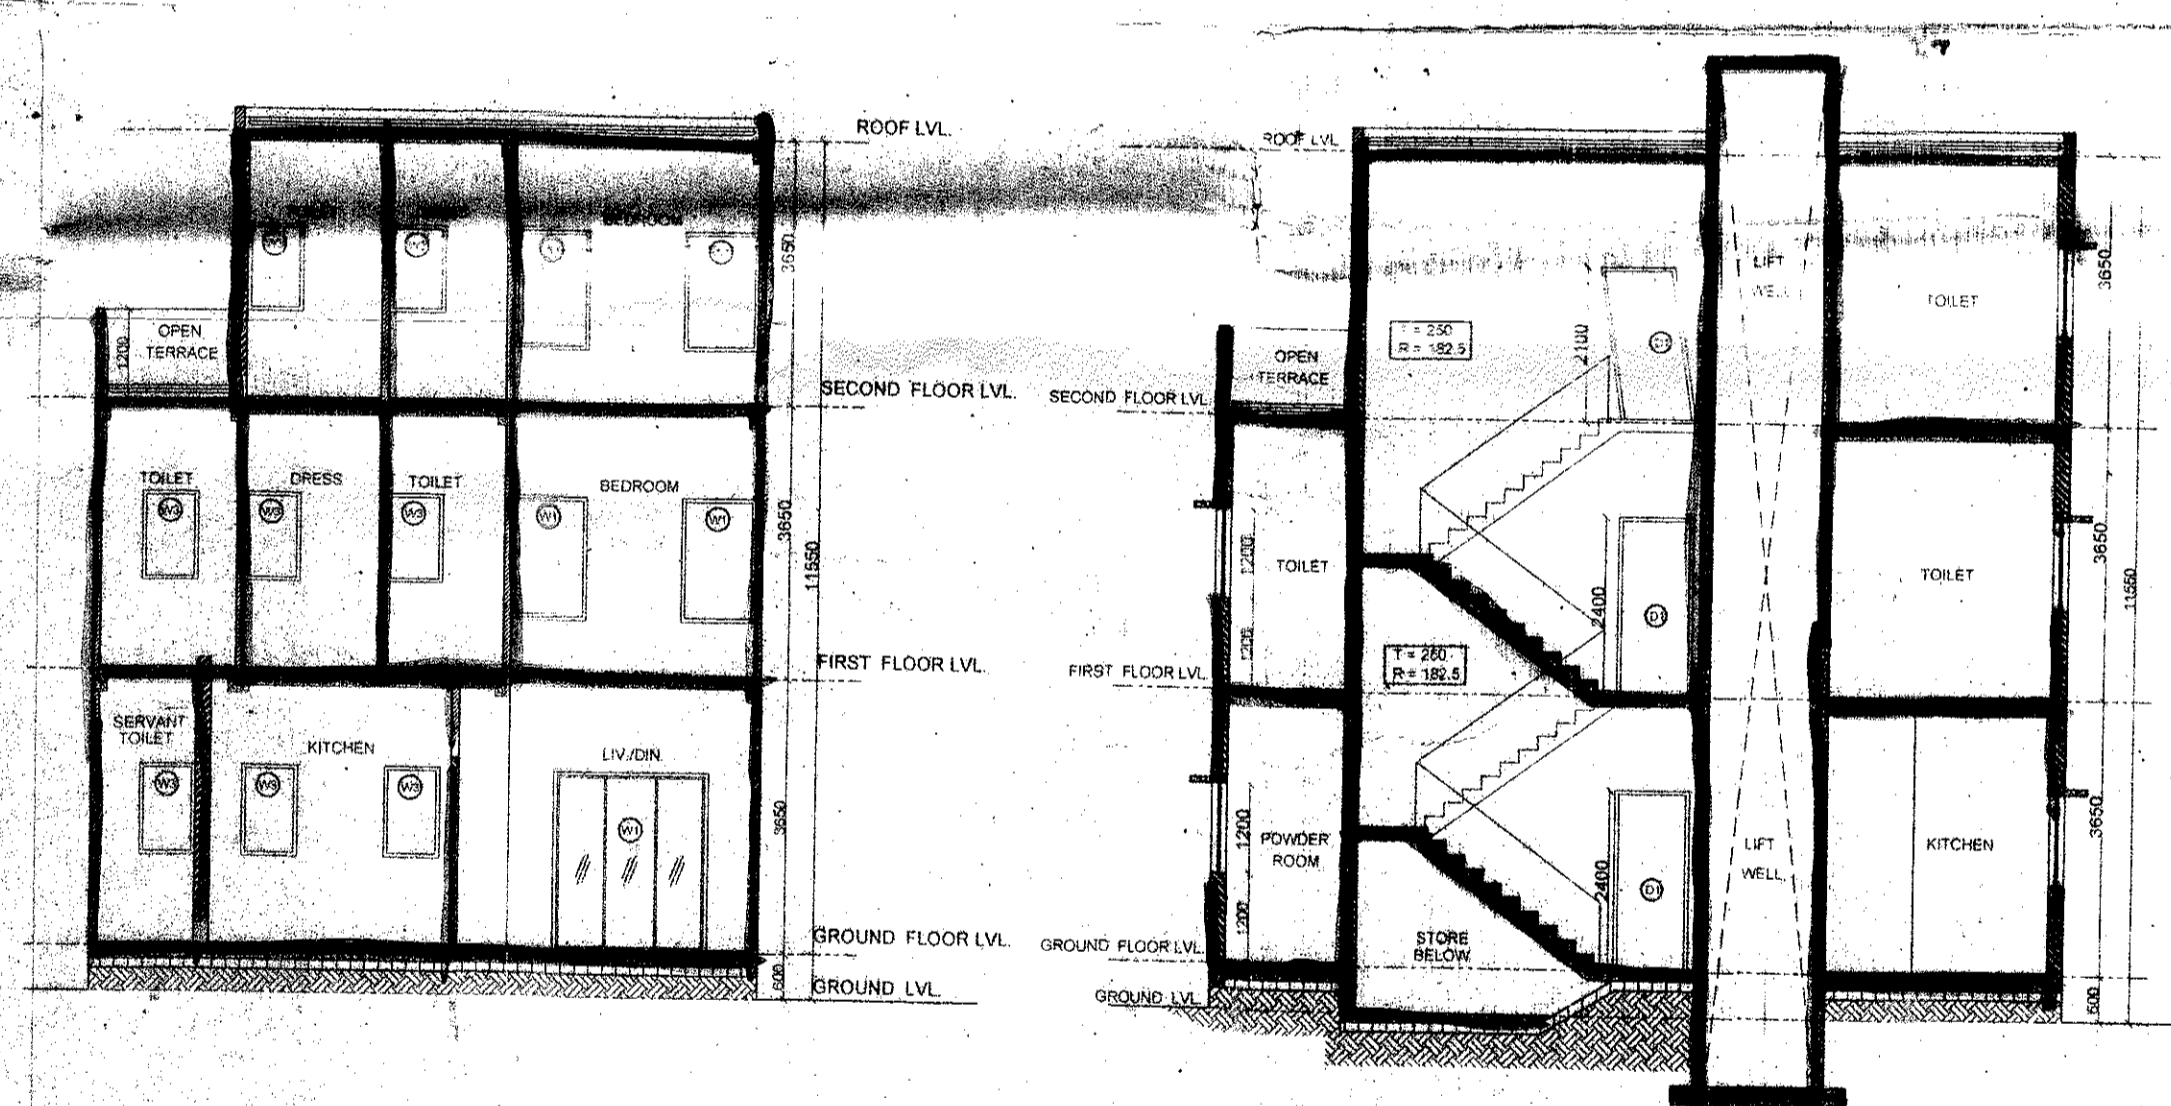 ROOF LVL.
BEDROOM
3650
OPEN
TERRACE
1200
SECOND FLOOR LVL.
TOILET
DRESS
TOILET
BEDROOM
W3
W3
W3
W1
W1
3650
11550
FIRST FLOOR LVL.
SERVANT
TOILET
KITCHEN
LIV./DIN.
W3
W3
W3
W1
3650
GROUND FLOOR LVL.
600
GROUND LVL.
ROOF LVL.
LIFT
WELL
TOILET
3650
T = 250
R = 182.5
2100
OPEN
TERRACE
SECOND FLOOR LVL.
1200
TOILET
1200
2400
D1
TOILET
3650
11550
T = 250
R = 182.5
FIRST FLOOR LVL.
POWDER
ROOM
1200
1200
2400
D1
LIFT
WELL
KITCHEN
3650
STORE
BELOW
GROUND FLOOR LVL.
GROUND LVL.
600